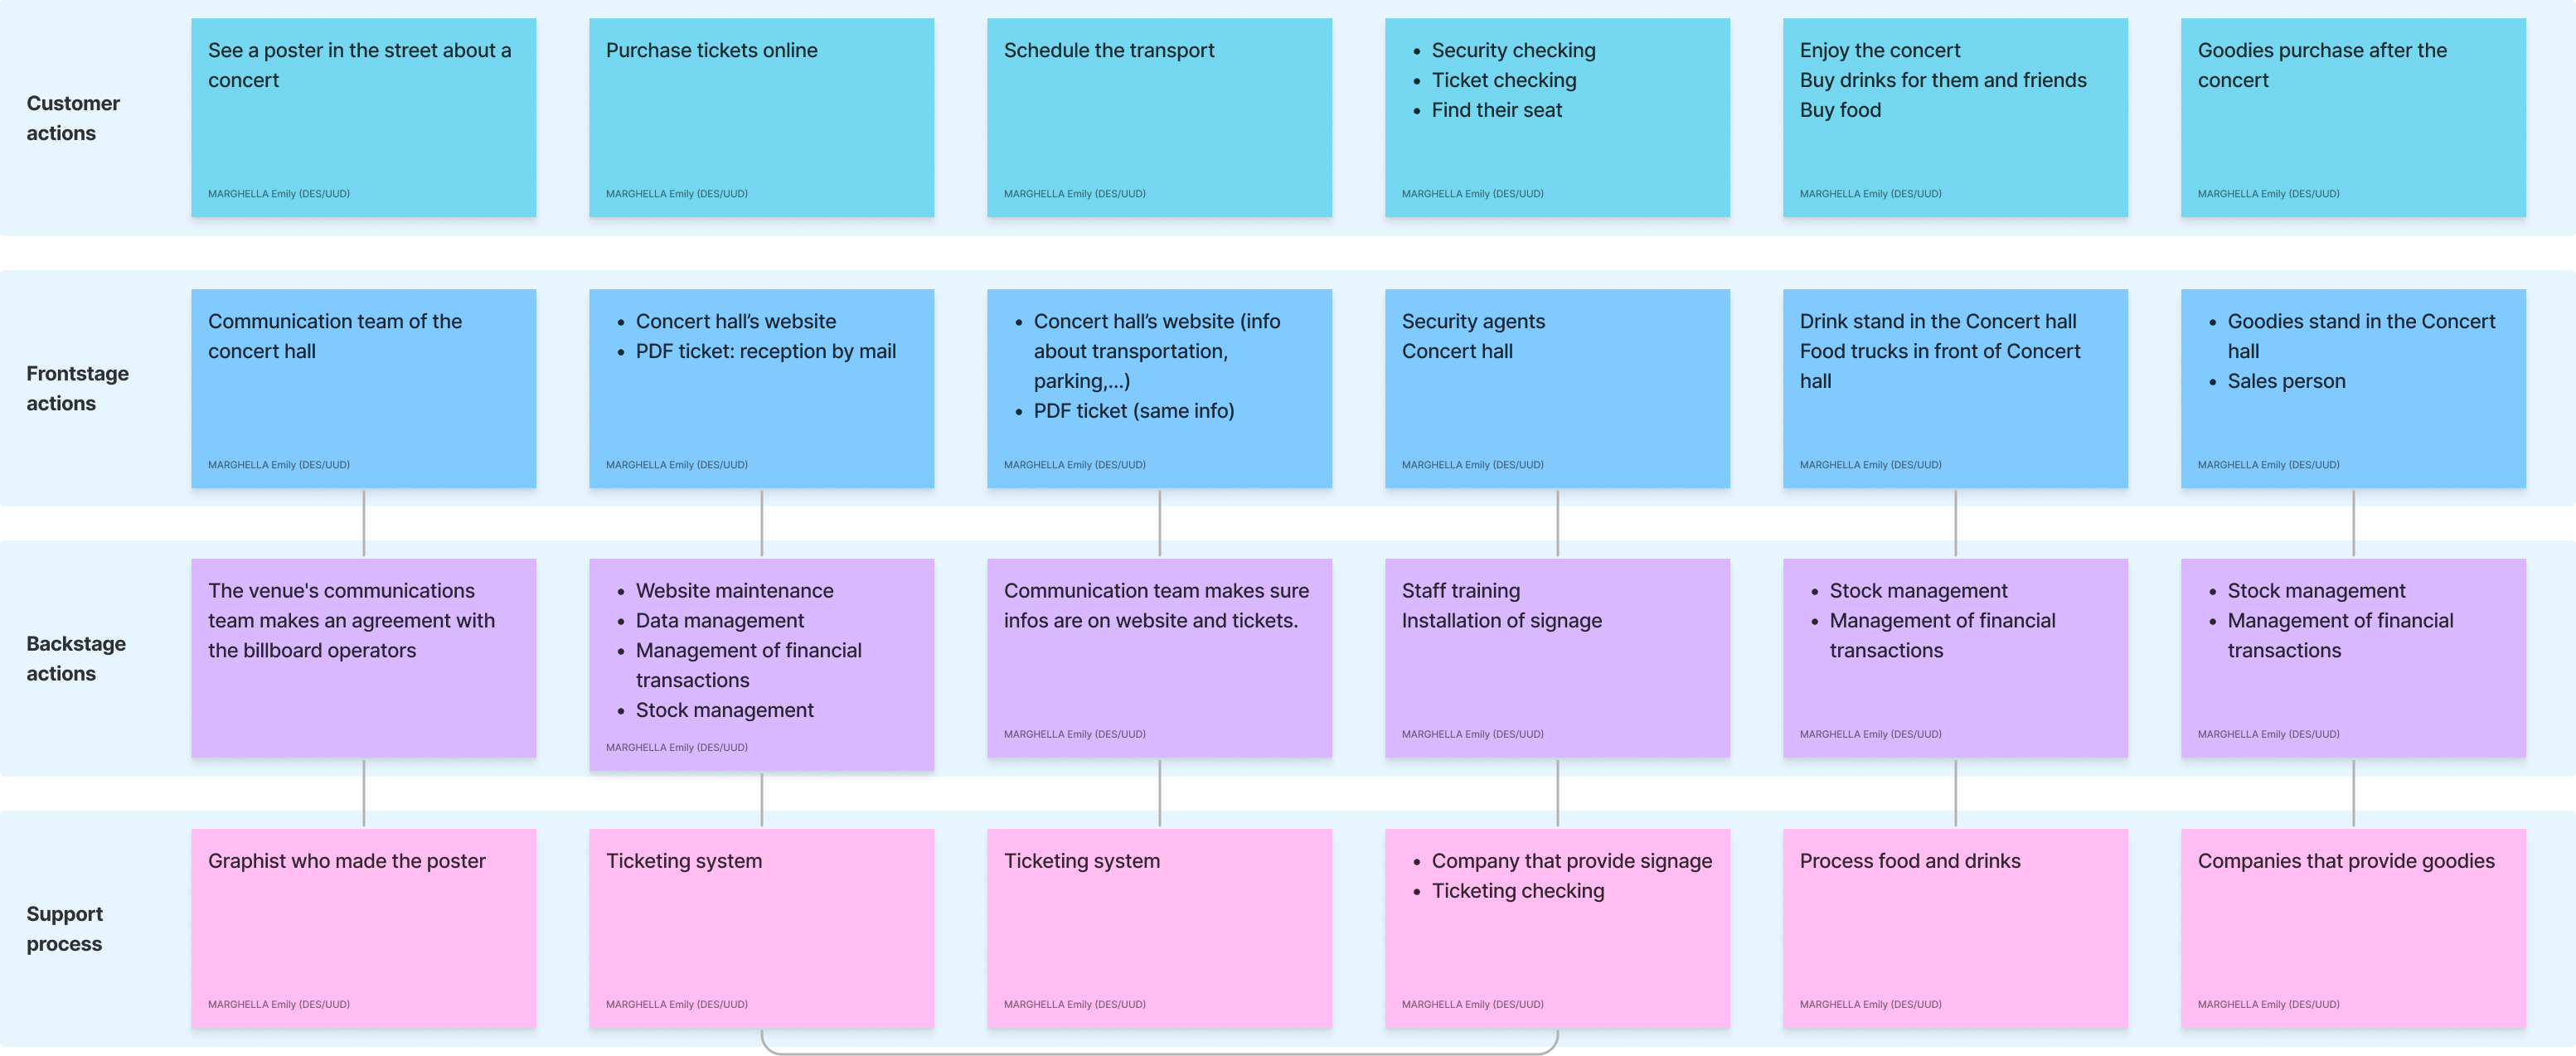 Customer
actions
See a poster in the street about a
concert
MARGHELLA Emily (DES/UUD)
Purchase tickets online
MARGHELLA Emily (DES/UUD)
Schedule the transport
MARGHELLA Emily (DES/UUD)
• Security checking
• Ticket checking
• Find their seat
MARGHELLA Emily (DES/UUD)
Enjoy the concert
Buy drinks for them and friends
Buy food
MARGHELLA Emily (DES/UUD)
Goodies purchase after the
concert
MARGHELLA Emily (DES/UUD)
Frontstage
actions
Communication team of the
concert hall
MARGHELLA Emily (DES/UUD)
• Concert hall’s website
• PDF ticket: reception by mail
MARGHELLA Emily (DES/UUD)
• Concert hall’s website (info
about transportation,
parking,...)
• PDF ticket (same info)
MARGHELLA Emily (DES/UUD)
Security agents
Concert hall
MARGHELLA Emily (DES/UUD)
Drink stand in the Concert hall
Food trucks in front of Concert
hall
MARGHELLA Emily (DES/UUD)
• Goodies stand in the Concert
hall
• Sales person
MARGHELLA Emily (DES/UUD)
Backstage
actions
The venue's communications
team makes an agreement with
the billboard operators
• Website maintenance
• Data management
• Management of financial
transactions
• Stock management
MARGHELLA Emily (DES/UUD)
Communication team makes sure
infos are on website and tickets.
MARGHELLA Emily (DES/UUD)
Staff training
Installation of signage
MARGHELLA Emily (DES/UUD)
• Stock management
• Management of financial
transactions
MARGHELLA Emily (DES/UUD)
• Stock management
• Management of financial
transactions
MARGHELLA Emily (DES/UUD)
Support
process
Graphist who made the poster
MARGHELLA Emily (DES/UUD)
Ticketing system
MARGHELLA Emily (DES/UUD)
Ticketing system
MARGHELLA Emily (DES/UUD)
• Company that provide signage
• Ticketing checking
MARGHELLA Emily (DES/UUD)
Process food and drinks
MARGHELLA Emily (DES/UUD)
Companies that provide goodies
MARGHELLA Emily (DES/UUD)